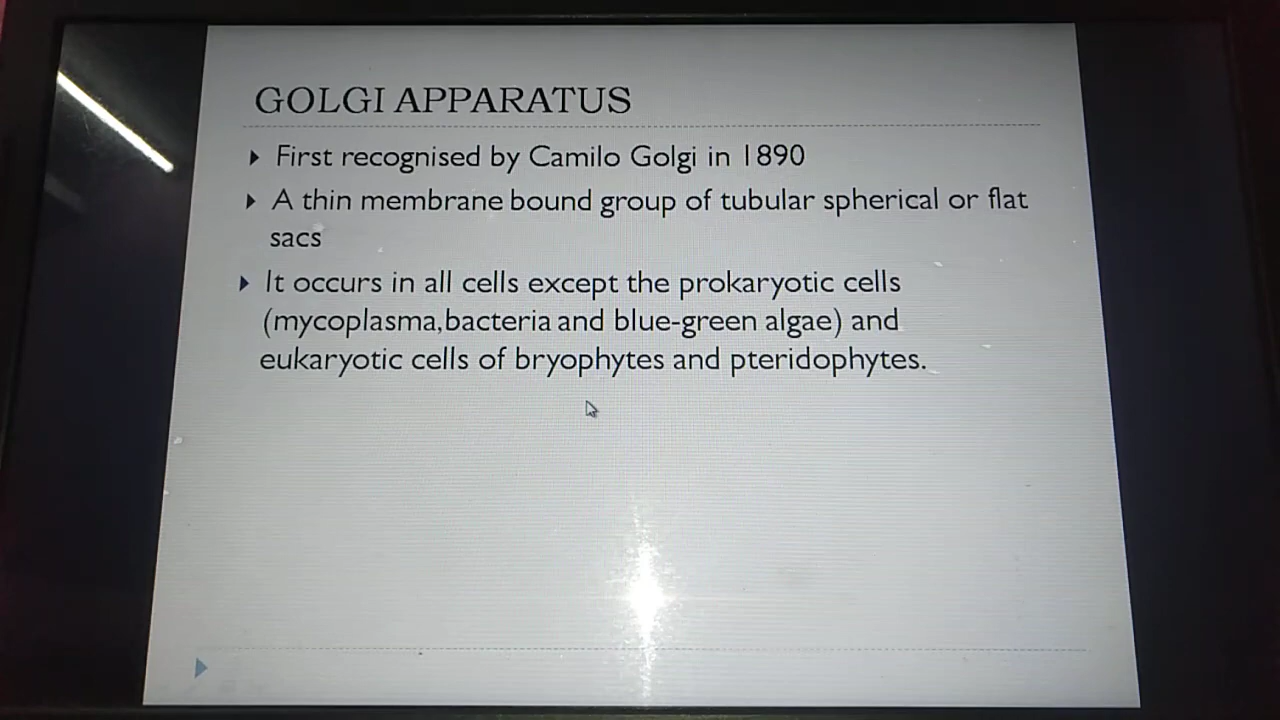 GOLGI APPARATUS
First recognised by Camilo Golgi in 1890
A thin membrane bound group of tubular spherical or flat
sacs
It occurs in all cells except the prokaryotic cells
(mycoplasma,bacteria and blue-green algae) and
eukaryotic cells of bryophytes and pteridophytes.